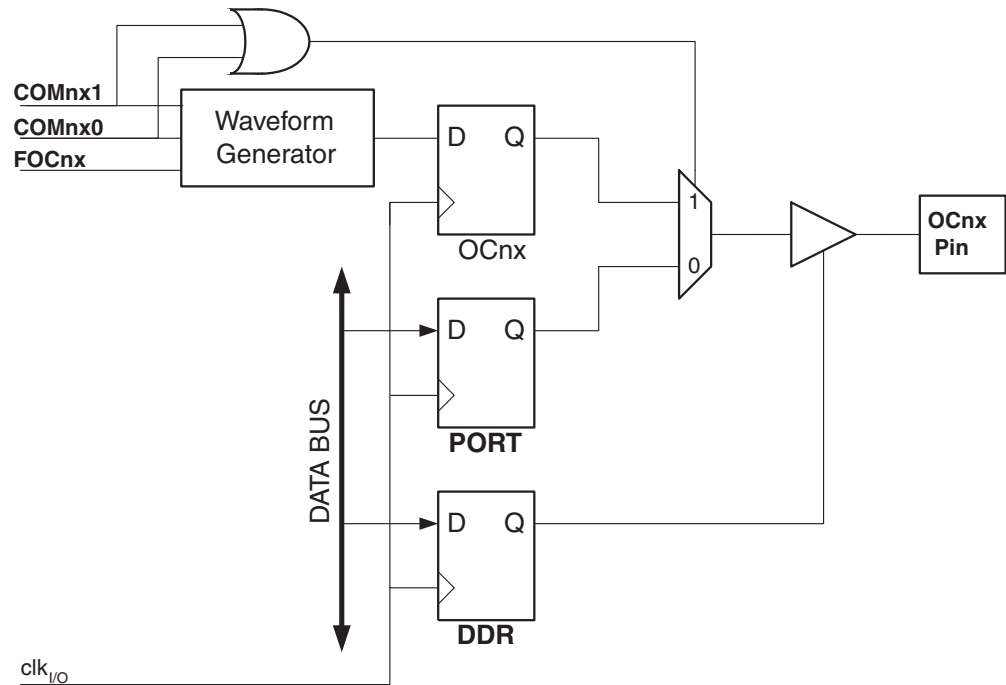 COMnx1
COMnx0
FOCnx
Waveform
Generator
D Q
OCnx
1
0
OCnx
Pin
D Q
PORT
DATA BUS
D Q
DDR
clkI/O